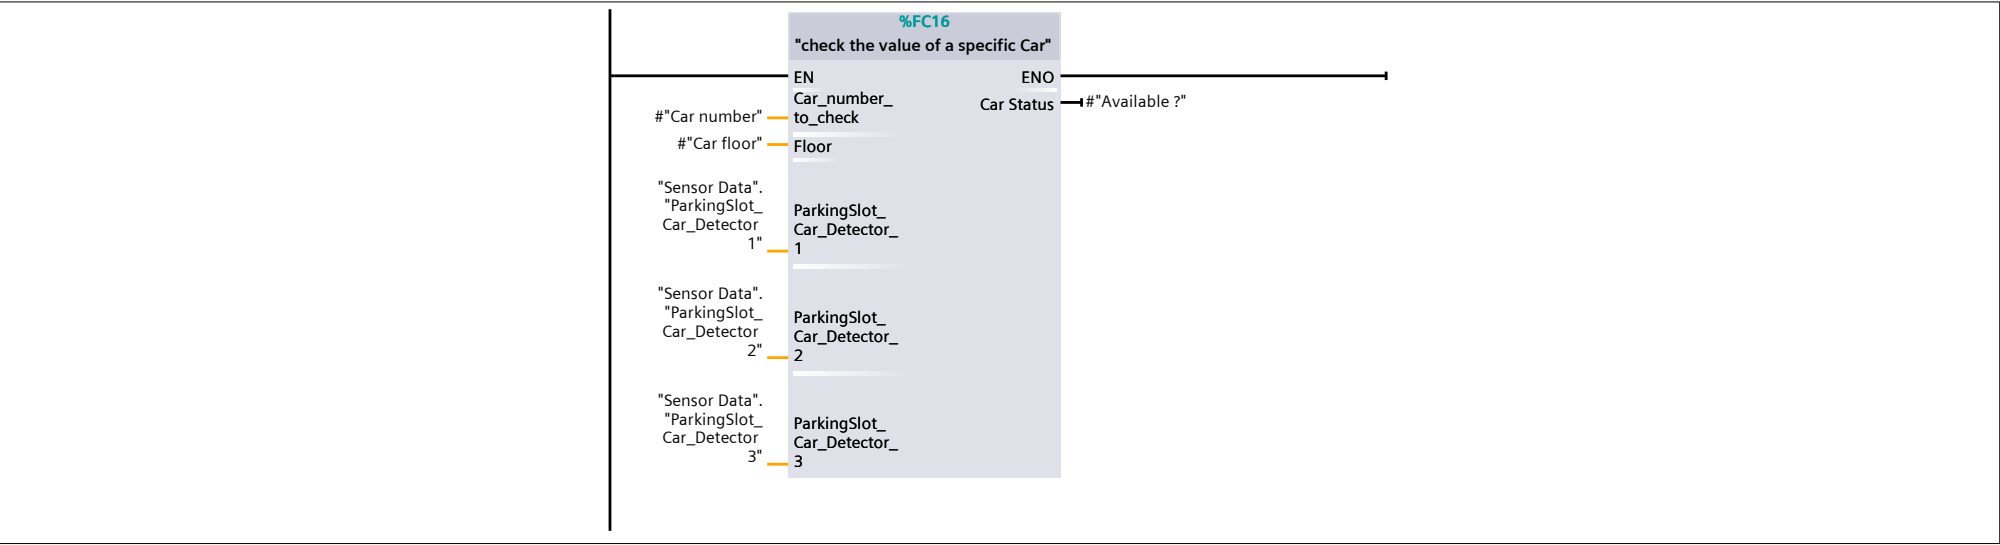 %FC16
"check the value of a specific Car"
EN
ENO
Car_number_
to_check
Car Status
#"Available ?"
#"Car number"
#"Car floor"
Floor
"Sensor Data".
"ParkingSlot_
Car_Detector
1"
ParkingSlot_
Car_Detector_
1
"Sensor Data".
"ParkingSlot_
Car_Detector
2"
ParkingSlot_
Car_Detector_
2
"Sensor Data".
"ParkingSlot_
Car_Detector
3"
ParkingSlot_
Car_Detector_
3